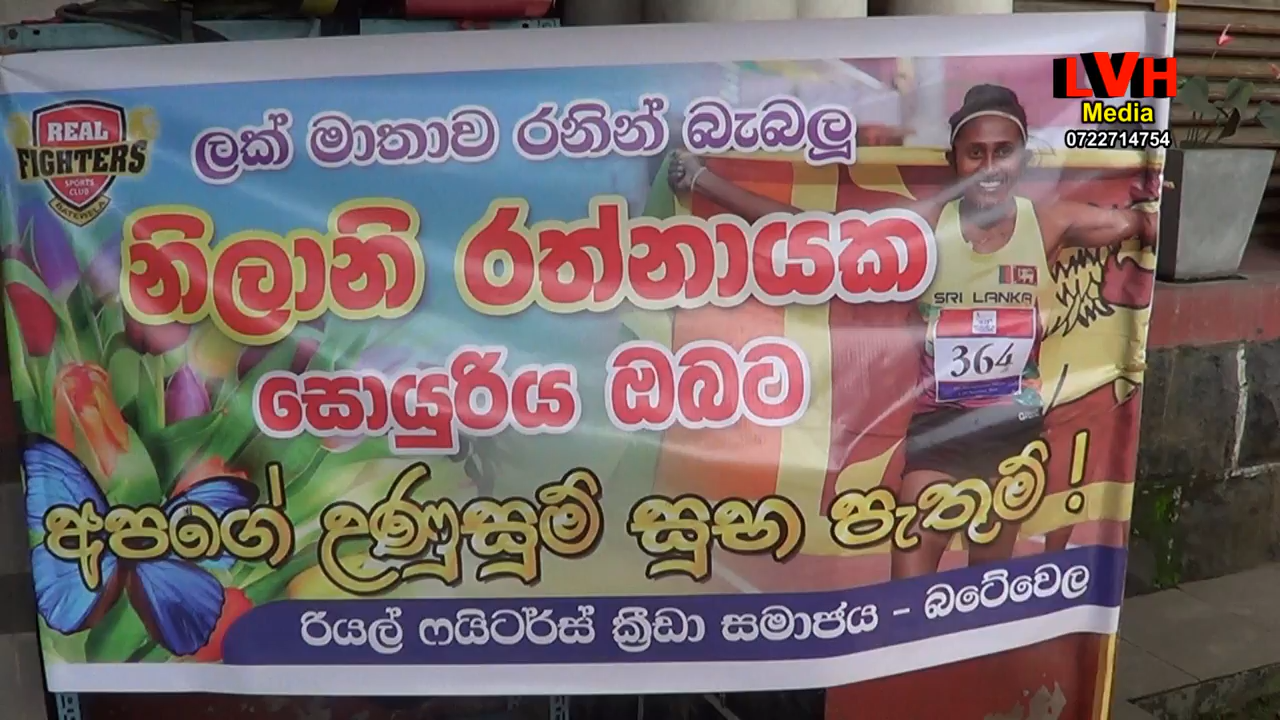 LVH
Media
0722714754
REAL
FIGHTERS
SPORTS
CLUB
BATEWELA
ලක් මාතාව රනින් බැබලූ
නිලානි රත්නායක
සොයුරිය ඔබට
අපගේ උණුසුම් සුභ පැතුම් !
SRI LANKA
364
රියල් ෆයිටර්ස් ක්‍රීඩා සමාජය - බටේවෙල